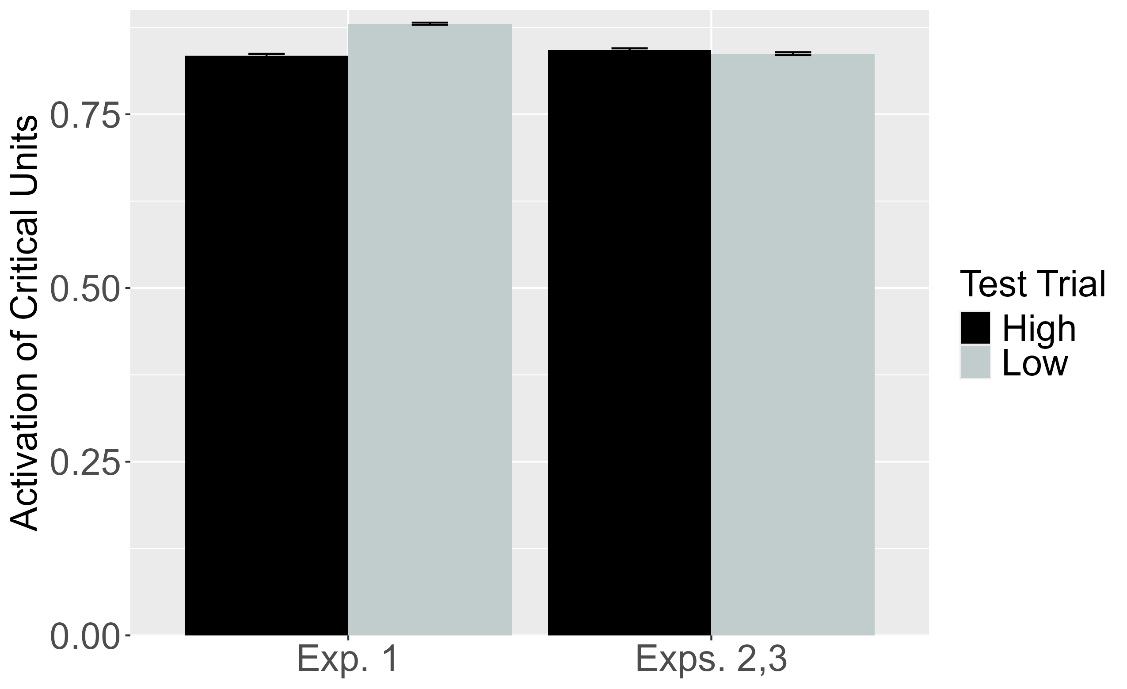 Activation of Critical Units
0.75
0.50
0.25
0.00
Exp. 1
Exps. 2,3
Test Trial
High
Low